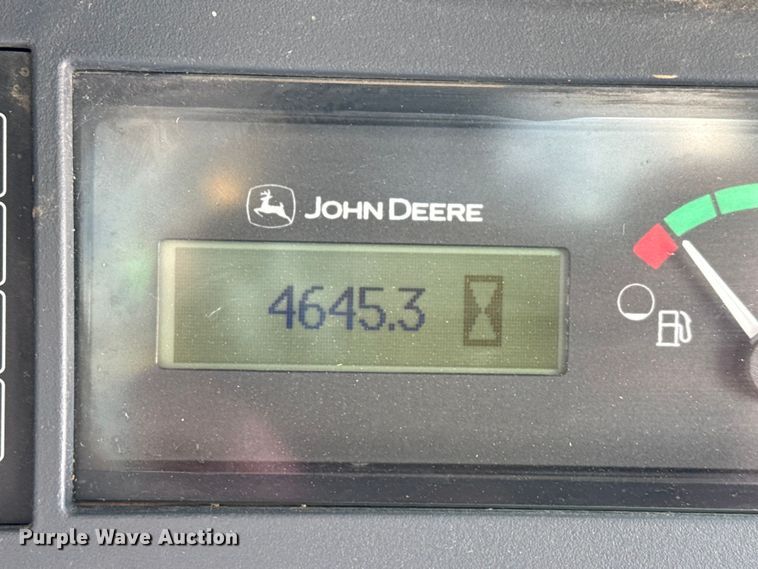 JOHN DEERE
4645.3
Purple Wave Auction